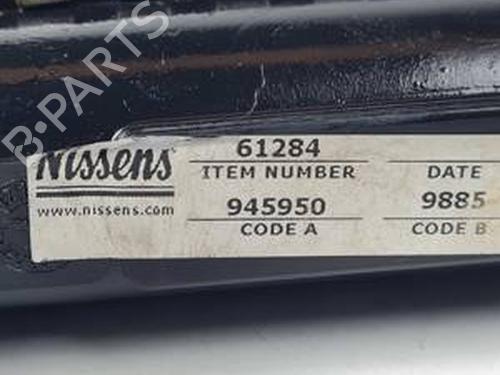 B-PARTS
Nissens
www.nissens.com
61284
ITEM NUMBER
945950
CODE A
DATE
9885
CODE B